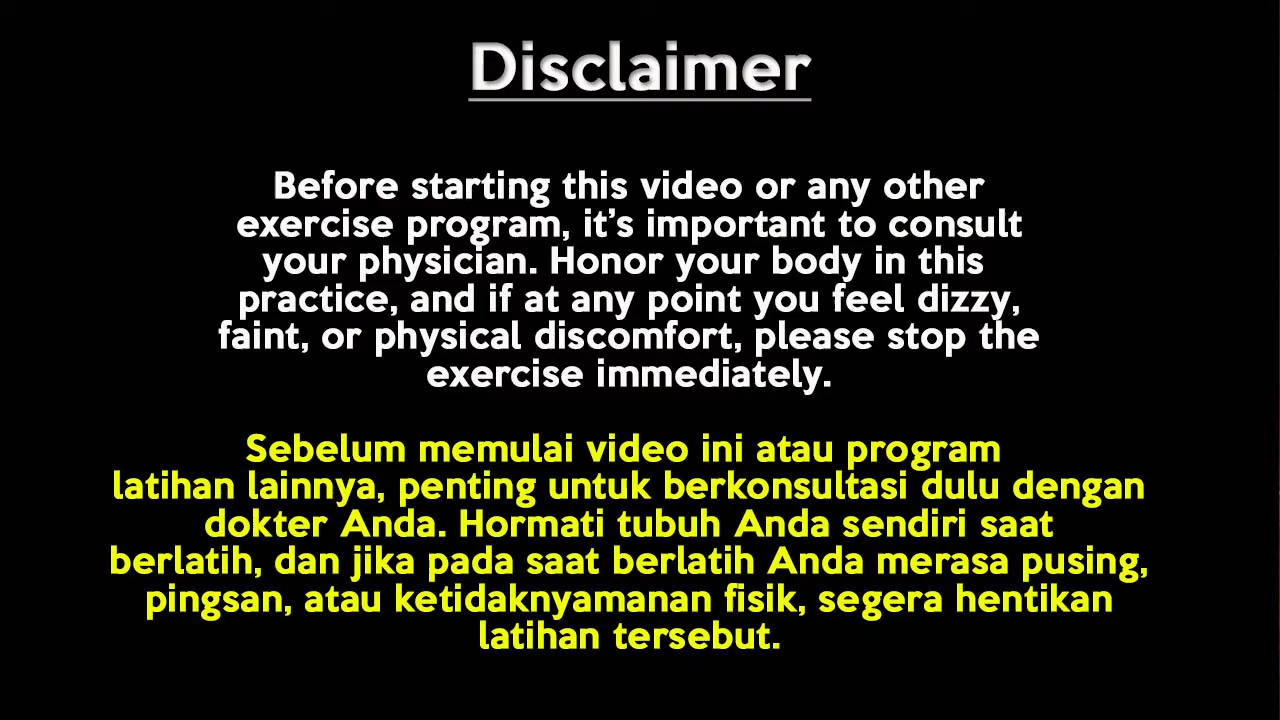 Disclaimer
Before starting this video or any other
exercise program, it's important to consult
your physician. Honor your body in this
practice, and if at any point you feel dizzy,
faint, or physical discomfort, please stop the
exercise immediately.
Sebelum memulai video ini atau program
latihan lainnya, penting untuk berkonsultasi dulu dengan
dokter Anda. Hormati tubuh Anda sendiri saat
berlatih, dan jika pada saat berlatih Anda merasa pusing,
pingsan, atau ketidaknyamanan fisik, segera hentikan
latihan tersebut.